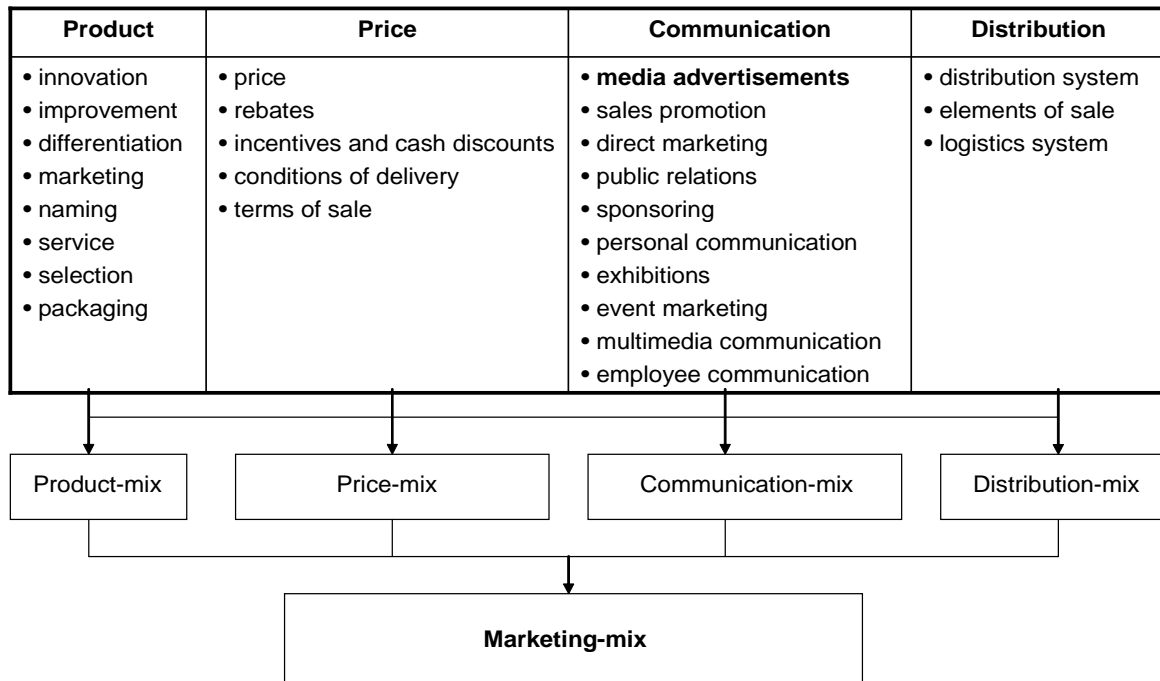 Product
• innovation
• improvement
• differentiation
• marketing
• naming
• service
• selection
• packaging
Price
• price
• rebates
• incentives and cash discounts
• conditions of delivery
• terms of sale
Communication
• media advertisements
• sales promotion
• direct marketing
• public relations
• sponsoring
• personal communication
• exhibitions
• event marketing
• multimedia communication
• employee communication
Distribution
• distribution system
• elements of sale
• logistics system
Product-mix
Price-mix
Communication-mix
Distribution-mix
Marketing-mix